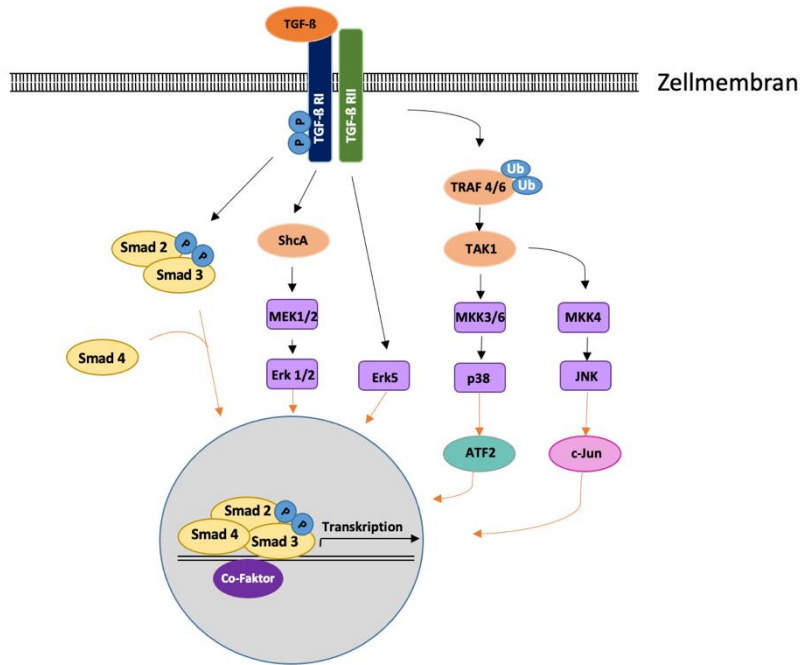 TGF-ß
Zellmembran
TGF-ß RI
TGF-ß RII
P
P
Ub
Ub
TRAF 4/6
Smad 2
P
P
Smad 3
ShcA
TAK1
MEK1/2
MKK3/6
MKK4
Smad 4
Erk 1/2
Erk5
p38
JNK
ATF2
c-Jun
Smad 2
P
P
Smad 4
Smad 3
Transkription
Co-Faktor